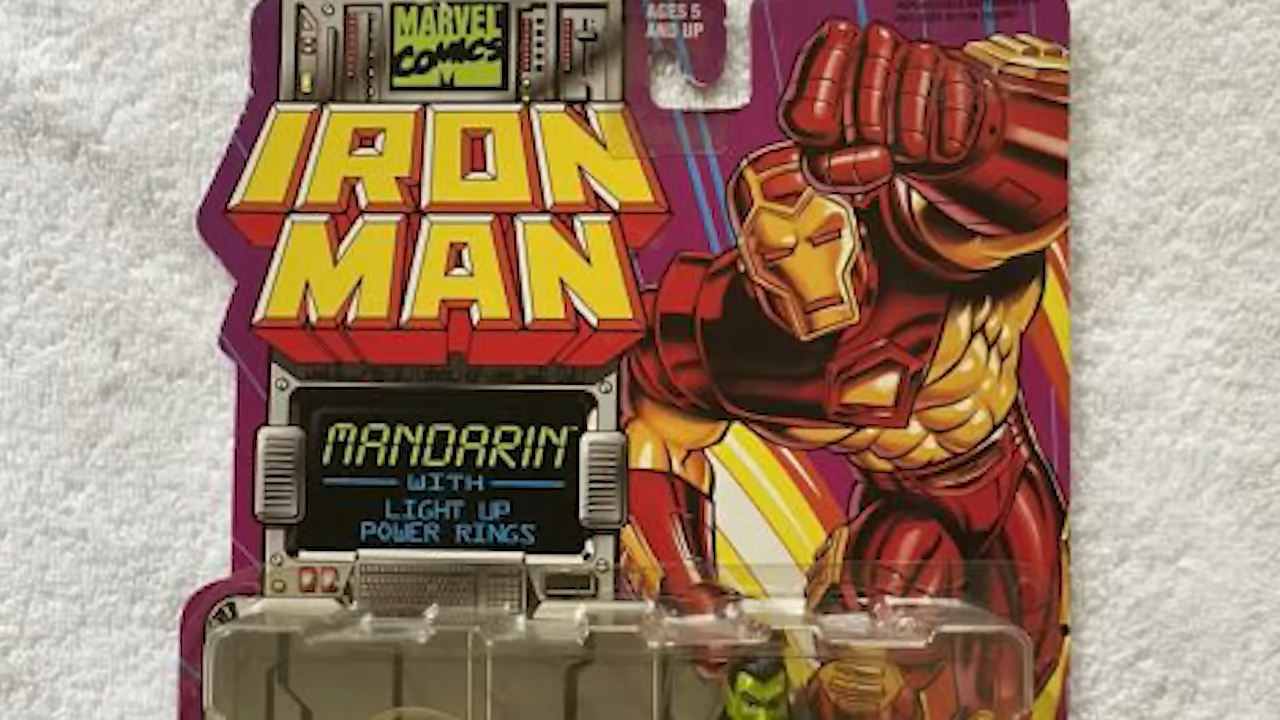 MARVEL
COMICS
AGES 5
AND UP
IRON
MAN
MANDARIN™
WITH
LIGHT UP
POWER RINGS